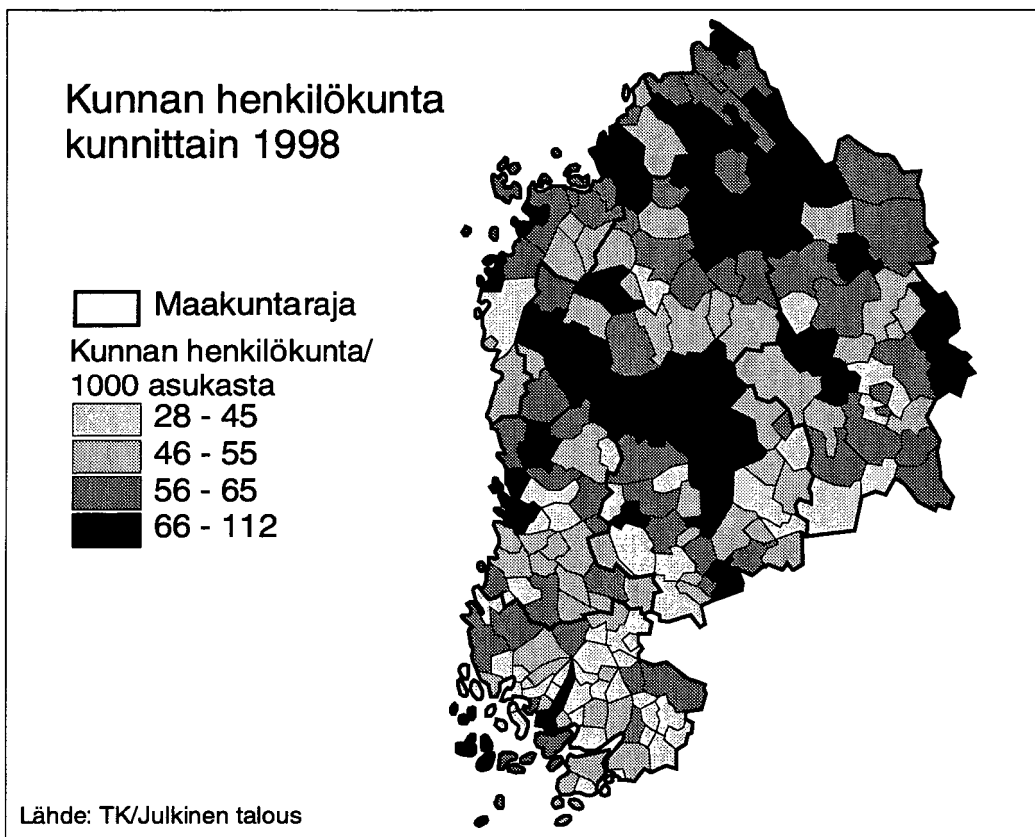 Kunnan henkilökunta
kunnittain 1998
Maakuntaraja
Kunnan henkilökunta/
1000 asukasta
28 - 45
46 - 55
56 - 65
66 - 112
Lähde: TK/Julkinen talous